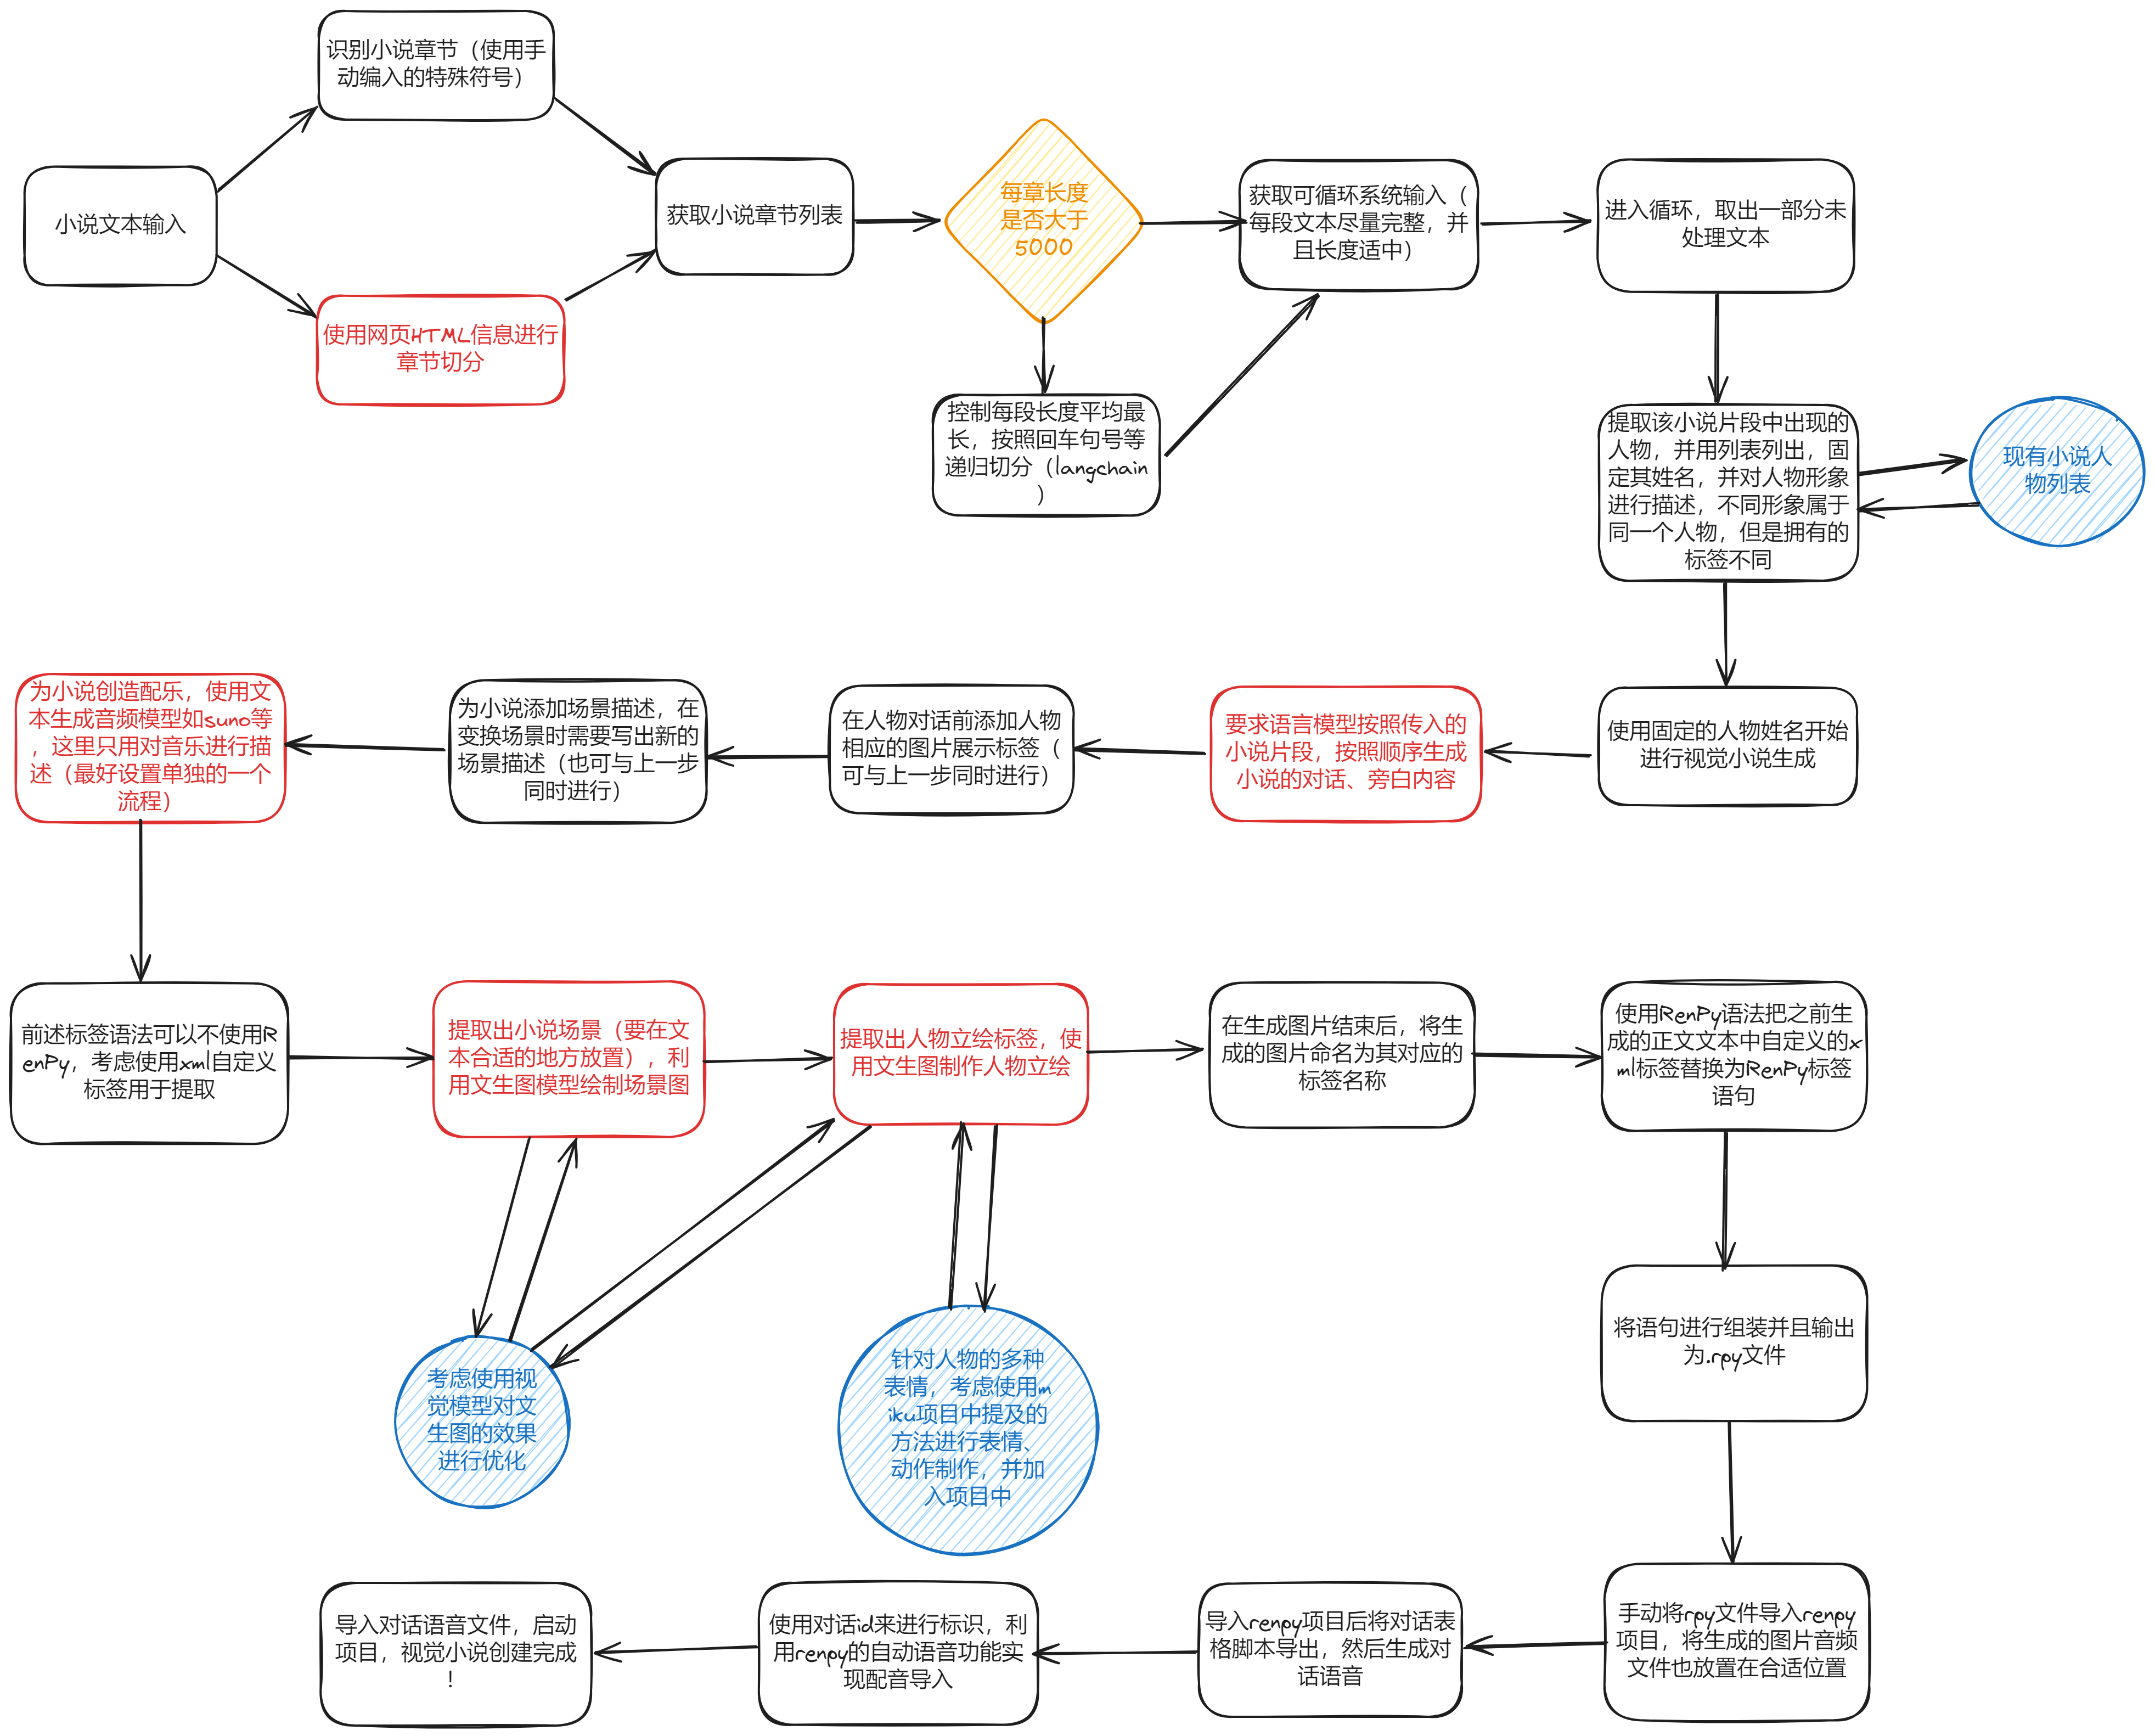 识别小说章节（使用手
动编入的特殊符号）
小说文本输入
使用网页HTML信息进行
章节切分
获取小说章节列表
每章长度
是否大于
5000
控制每段长度平均最
长，按照回车句号等
递归切分（langchain
）
获取可循环系统输入（
每段文本尽量完整，并
且长度适中）
进入循环，取出一部分未
处理文本
提取该小说片段中出现的
人物，并用列表列出，固
定其姓名，并对人物形象
进行描述，不同形象属于
同一个人物，但是拥有的
标签不同
现有小说人
物列表
使用固定的人物姓名开始
进行视觉小说生成
要求语言模型按照传入的
小说片段，按照顺序生成
小说的对话、旁白内容
在人物对话前添加人物
相应的图片展示标签（
可与上一步同时进行）
为小说添加场景描述，在
变换场景时需要写出新的
场景描述（也可与上一步
同时进行）
为小说创造配乐，使用文
本生成音频模型如suno等
，这里只用对音乐进行描
述（最好设置单独的一个
流程）
前述标签语法可以不使用R
enPy，考虑使用xml自定义
标签用于提取
提取出小说场景（要在文
本合适的地方放置），利
用文生图模型绘制场景图
提取出人物立绘标签，使
用文生图制作人物立绘
在生成图片结束后，将生
成的图片命名为其对应的
标签名称
使用RenPy语法把之前生
成的正文文本中自定义的x
ml标签替换为RenPy标签
语句
考虑使用视
觉模型对文
生图的效果
进行优化
针对人物的多种
表情，考虑使用m
iku项目中提及的
方法进行表情、
动作制作，并加
入项目中
将语句进行组装并且输出
为.rpy文件
手动将rpy文件导入renpy
项目，将生成的图片音频
文件也放置在合适位置
导入renpy项目后将对话表
格脚本导出，然后生成对
话语音
使用对话id来进行标识，利
用renpy的自动语音功能实
现配音导入
导入对话语音文件，启动
项目，视觉小说创建完成
！